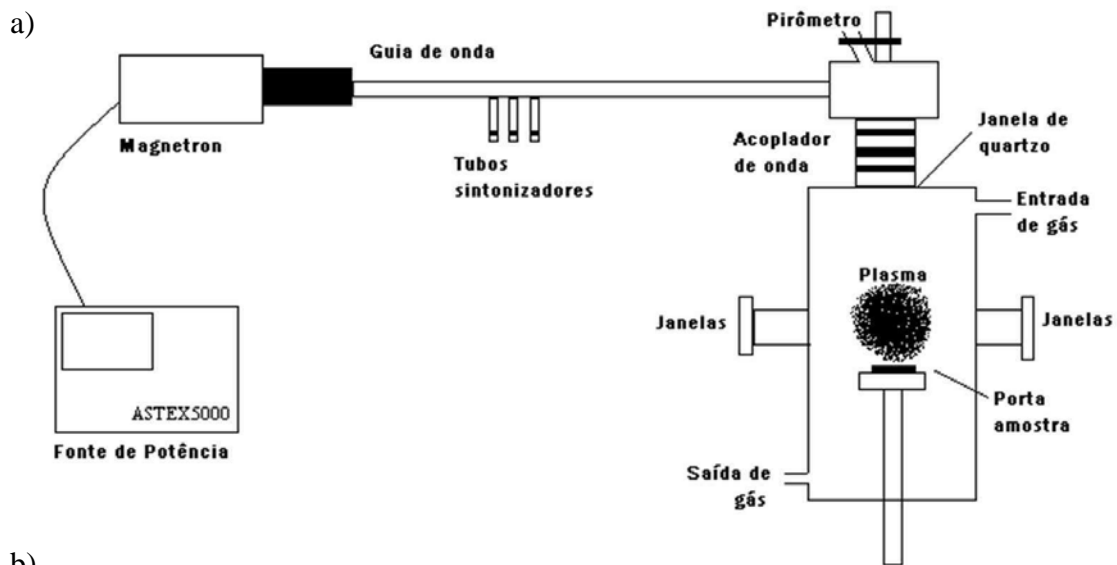 a)
Pirômetro
Guia de onda
Magnetron
Tubos
sintonizadores
Acoplador
de onda
Janela de
quartzo
Entrada
de gás
Plasma
Janelas
Janelas
ASTEX5000
Fonte de Potência
Porta
amostra
Saída de
gás
b)